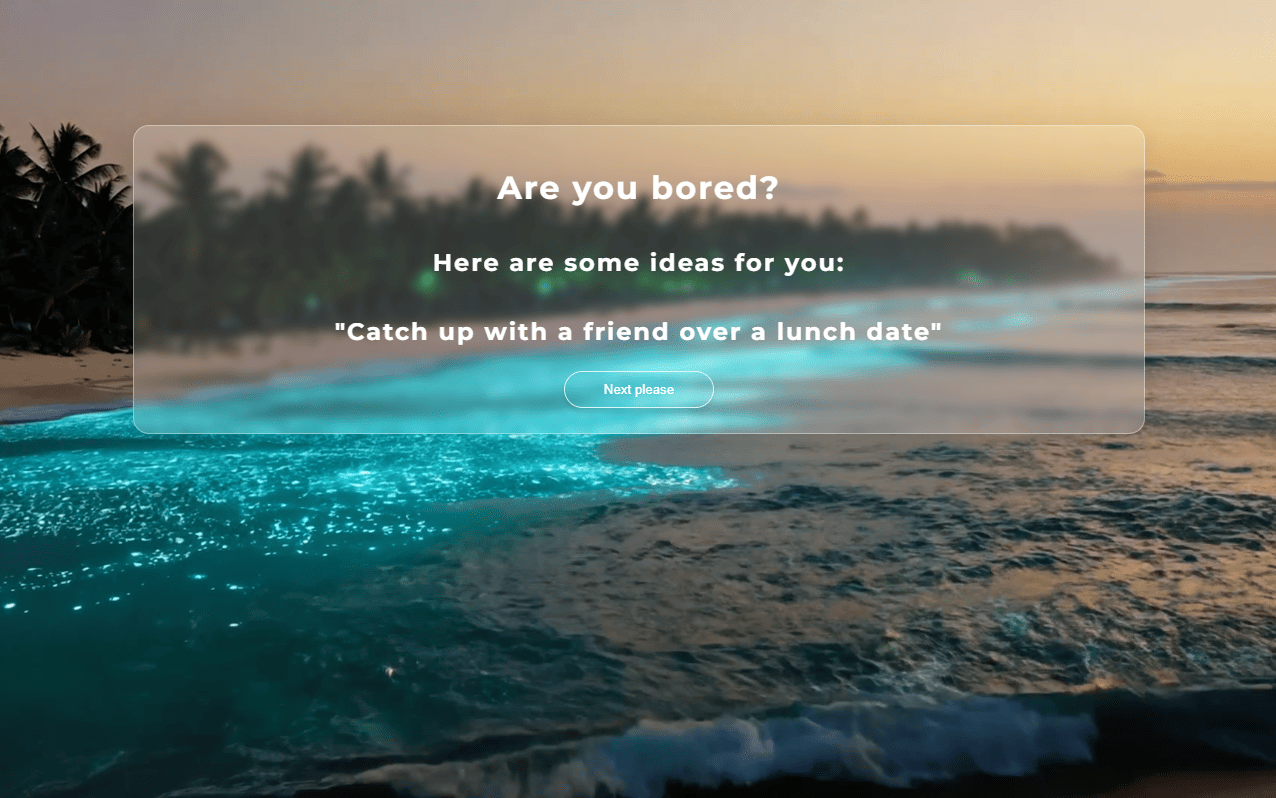 Are you bored?
Here are some ideas for you:
"Catch up with a friend over a lunch date"
Next please